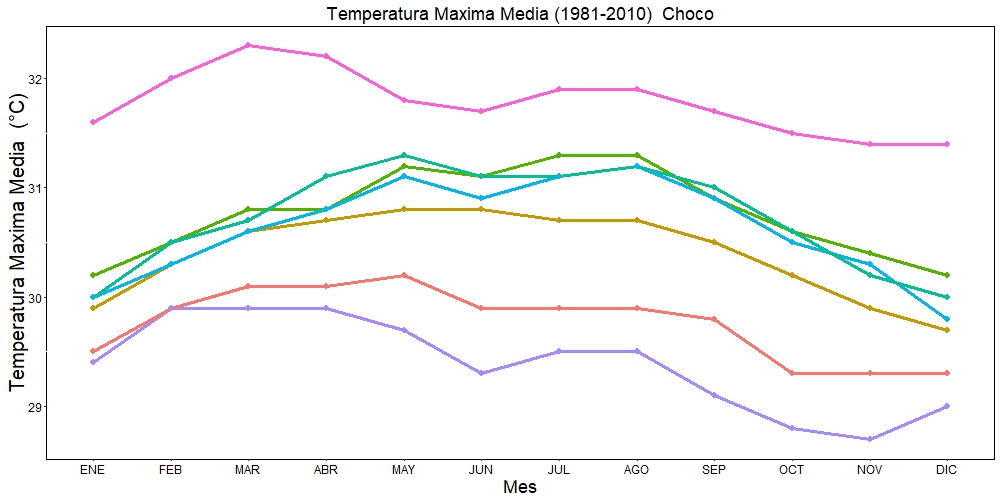 Temperatura Maxima Media (1981-2010)  Choco
Temperatura Maxima Media  (°C)
32
31
30
29
ENE FEB MAR ABR MAY JUN JUL AGO SEP OCT NOV DIC
Mes